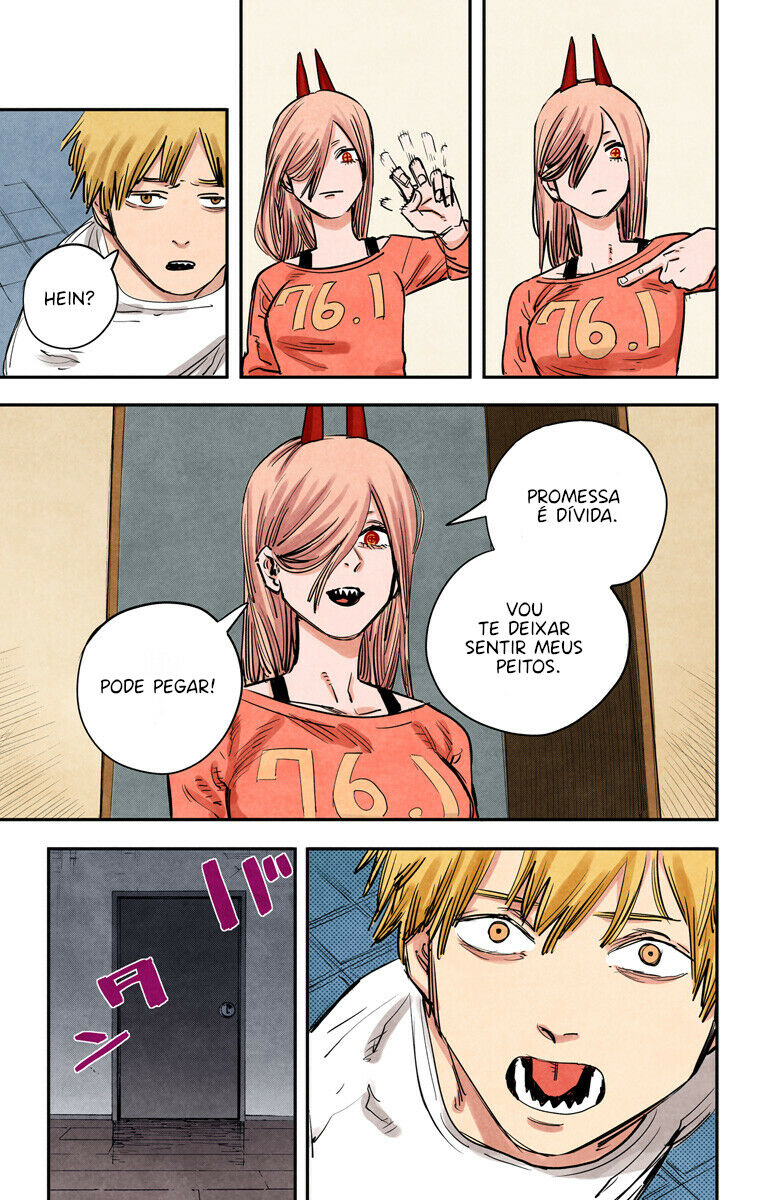 76.1
76.1
HEIN?
PROMESSA
É DÍVIDA.
VOU
TE DEIXAR
SENTIR MEUS
PEITOS.
PODE PEGAR!
76.1
バタン